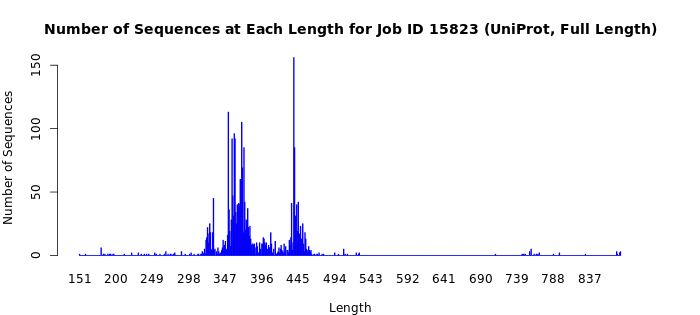 Number of Sequences at Each Length for Job ID 15823 (UniProt, Full Length)
Number of Sequences
150
100
50
0
151 200 249 298 347 396 445 494 543 592 641 690 739 788 837
Length